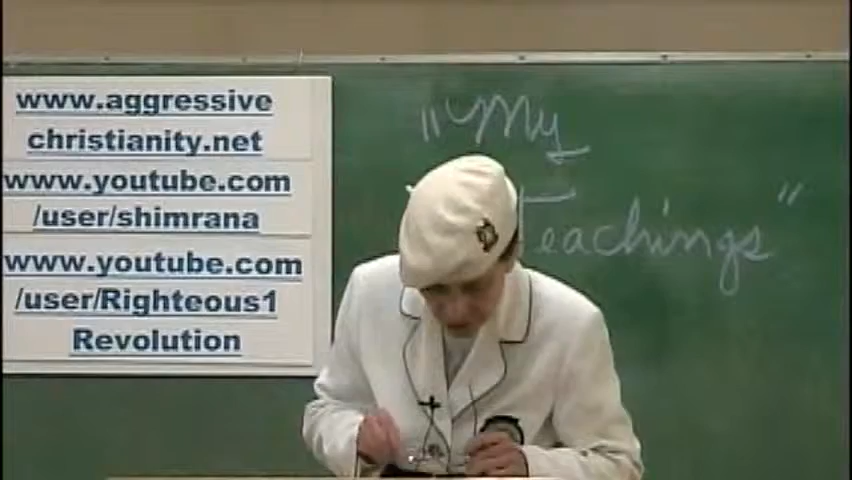 www.aggressive
christianity.net
www.youtube.com
/user/shimrana
www.youtube.com
/user/Righteous1
Revolution
"My
Teachings"